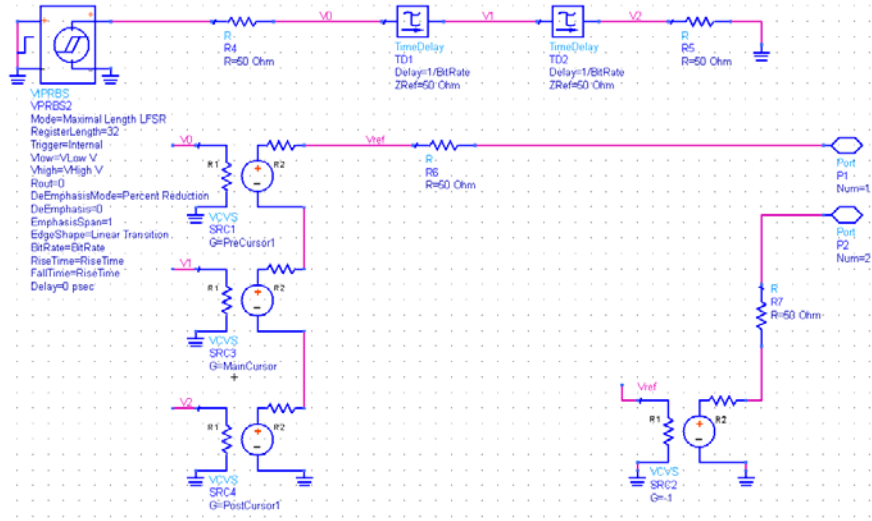 V0
V1
V2
R
R4
R=50 Ohm
TimeDelay
TD1
Delay=1/BitRate
ZRef=50 Ohm
TimeDelay
TD2
Delay=1/BitRate
ZRef=50 Ohm
R
R5
R=50 Ohm
VtPRBS
VPRBS2
Mode=Maximal Length LFSR
RegisterLength=32
Trigger=Internal
Vlow=VLow V
Vhigh=VHigh V
Rout=0
DeEmphasisMode=Percent Reduction
DeEmphasis=0
EmphasisSpan=1
EdgeShape=Linear Transition
BitRate=BitRate
RiseTime=RiseTime
FallTime=RiseTime
Delay=0 psec
V0
R1
R2
VCVS
SRC1
G=PreCursor1
Vref
R
R6
R=50 Ohm
Port
P1
Num=1
Port
P2
Num=2
V1
R1
R2
VCVS
SRC3
G=MainCursor
R
R7
R=50 Ohm
V2
R1
R2
VCVS
SRC4
G=PostCursor1
Vref
R1
R2
VCVS
SRC2
G=-1